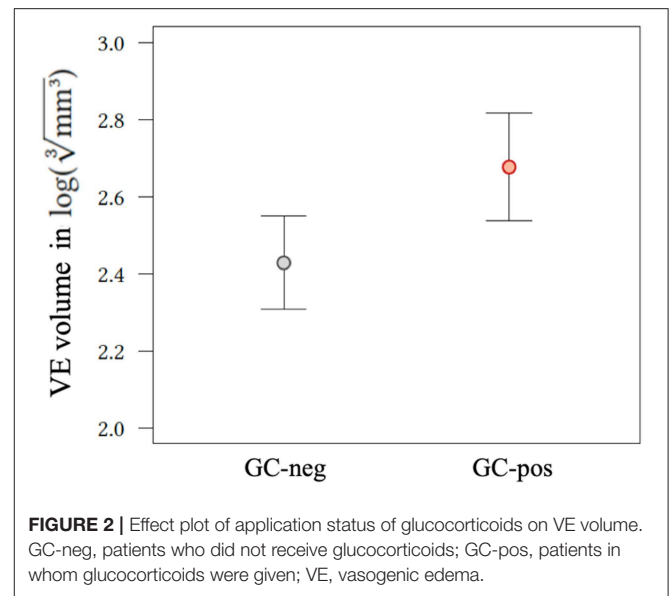 3.0
2.8
2.6
2.4
2.2
2.0
VE volume in log(∛mm³)
GC-neg GC-pos
FIGURE 2 | Effect plot of application status of glucocorticoids on VE volume.
GC-neg, patients who did not receive glucocorticoids; GC-pos, patients in
whom glucocorticoids were given; VE, vasogenic edema.